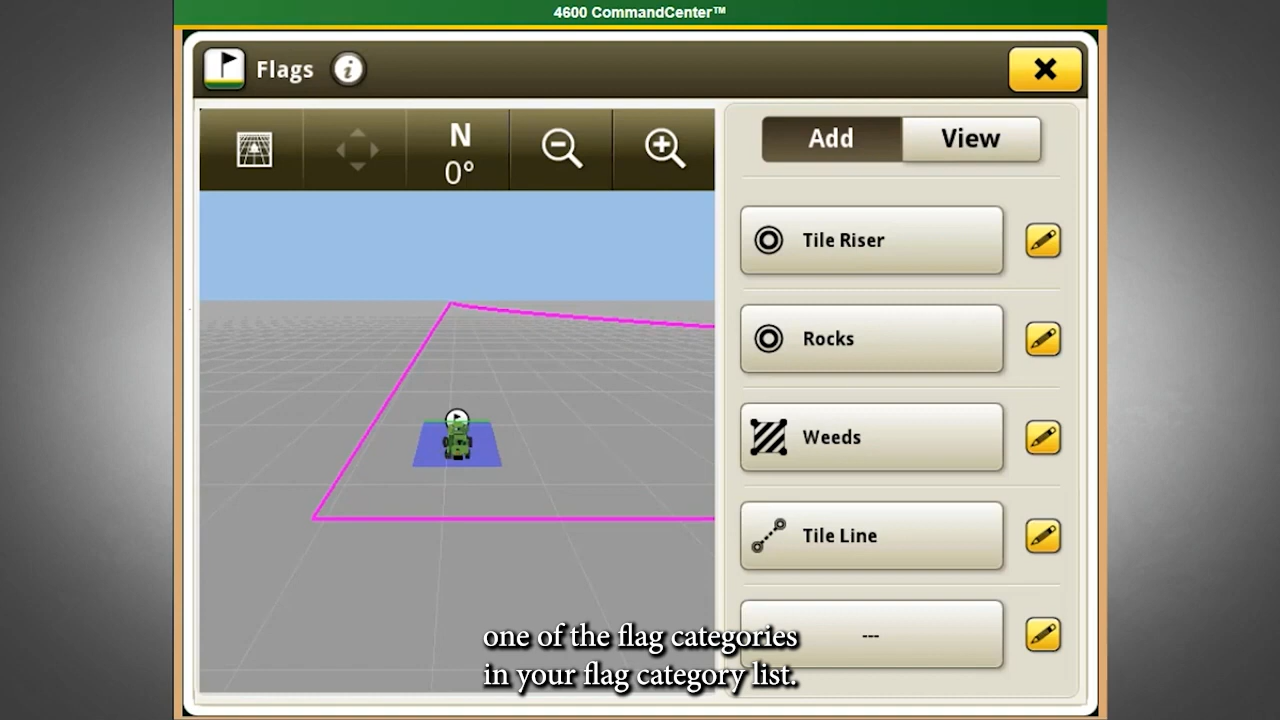 4600 CommandCenter™
Flags
N
0°
Add
View
Tile Riser
Rocks
Weeds
Tile Line
---
one of the flag categories
in your flag category list.